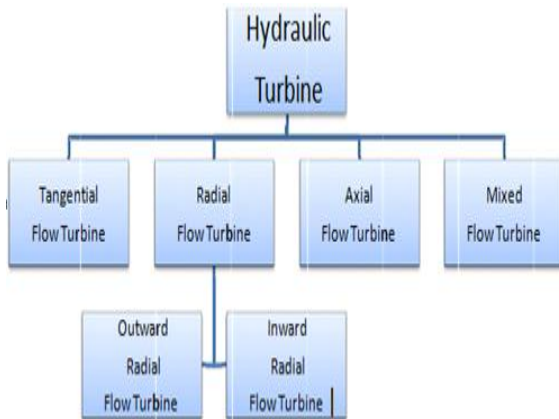 Hydraulic
Turbine
Tangential
Flow Turbine
Radial
Flow Turbine
Axial
Flow Turbine
Mixed
Flow Turbine
Outward
Radial
Flow Turbine
Inward
Radial
Flow Turbine